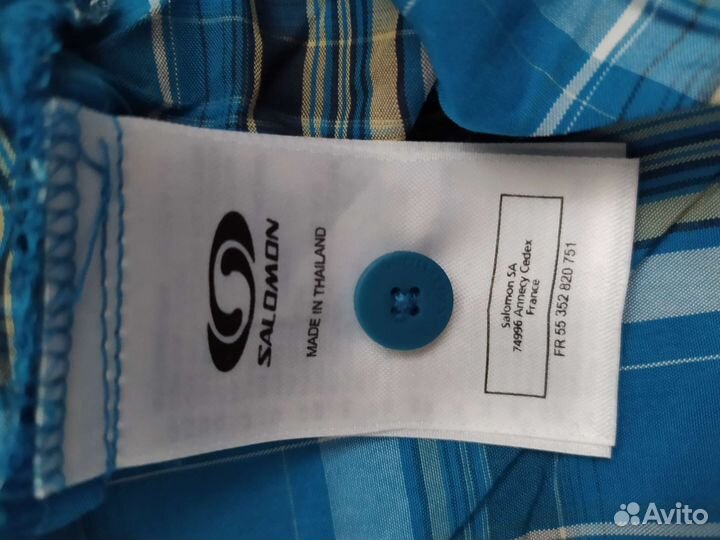 SALOMON
MADE IN THAILAND
Salomon SA
74996 Annecy Cedex
France
FR 55 352 820 751
Avito